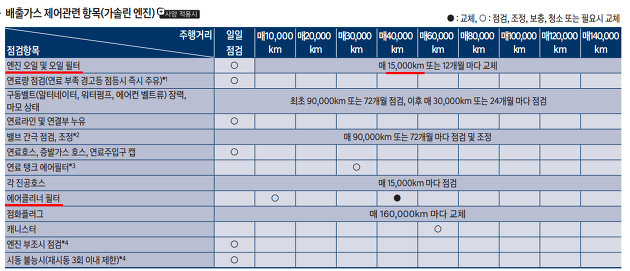 배출가스 제어관련 항목(가솔린 엔진) 사양 적용시
● : 교체, ○ : 점검, 조정, 보충, 청소 또는 필요시 교체
주행거리
점검항목
일일 점검
매10,000 km
매20,000 km
매30,000 km
매40,000 km
매60,000 km
매80,000 km
매100,000 km
매120,000 km
매140,000 km
엔진 오일 및 오일 필터 ○ 매 15,000km 또는 12개월 마다 교체
연료량 점검(연료 부족 경고등 점등시 즉시 주유)*1 ○
구동벨트(알터네이터, 워터펌프, 에어컨 벨트류) 장력,
마모 상태
최초 90,000km 또는 72개월 점검, 이후 매 30,000km 또는 24개월 마다 점검
연료라인 및 연결부 누유 ○
밸브 간극 점검, 조정*2 매 90,000km 또는 72개월 마다 점검 및 조정
연료호스, 증발가스 호스, 연료주입구 캡 ○
연료 탱크 에어필터*3 ○
각 진공호스 매 15,000km 마다 점검
에어클리너 필터 ○ ●
점화플러그 매 160,000km 마다 교체
캐니스터 ○
엔진 부조시 점검*4 ○
시동 불능시(재시동 3회 이내 제한)*4 ○